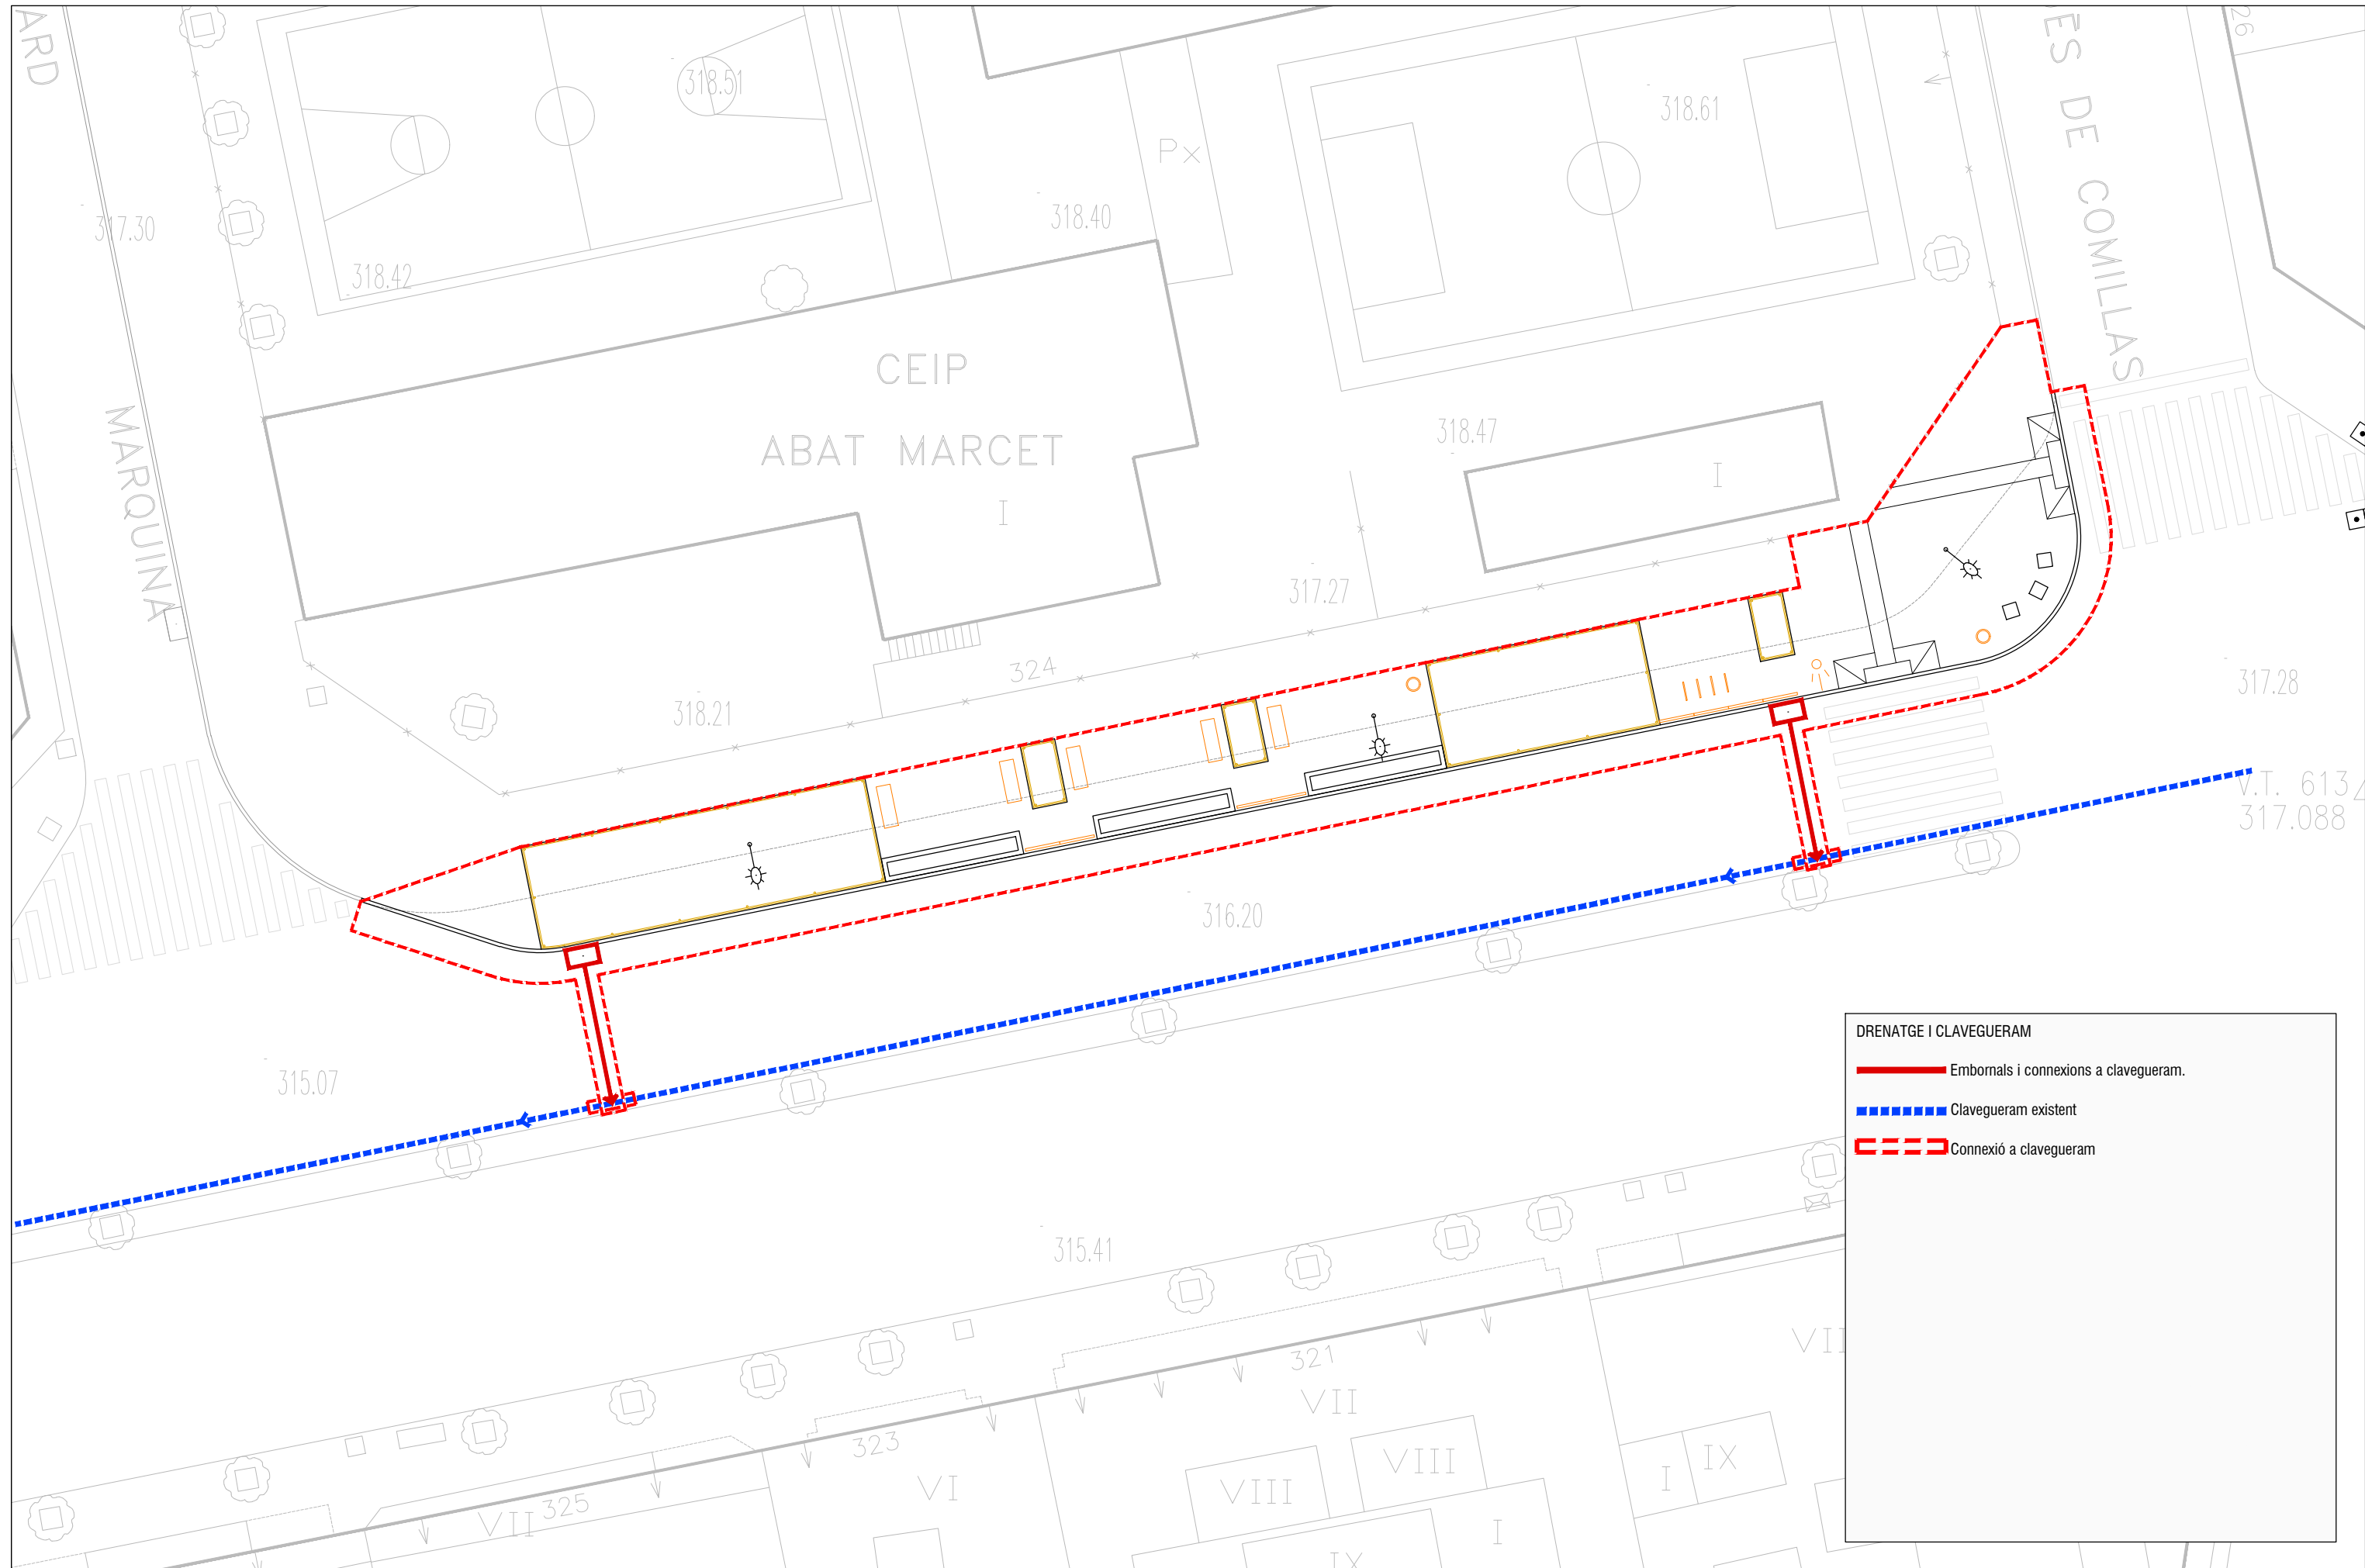 ARD
318.51
318.61
ÉS DE COMILLAS
26
317.30
Px
318.40
318.42
CEIP
ABAT MARCET
I
318.47
I
MARQUINA
317.27
324
318.21
317.28
V.T. 613
317.088
316.20
315.07
315.41
DRENATGE I CLAVEGUERAM
Embornals i connexions a clavegueram.
Clavegueram existent
Connexió a clavegueram
321
VII
VII
323
VIII
VIII
I
IX
VI
325
VII
I
IX